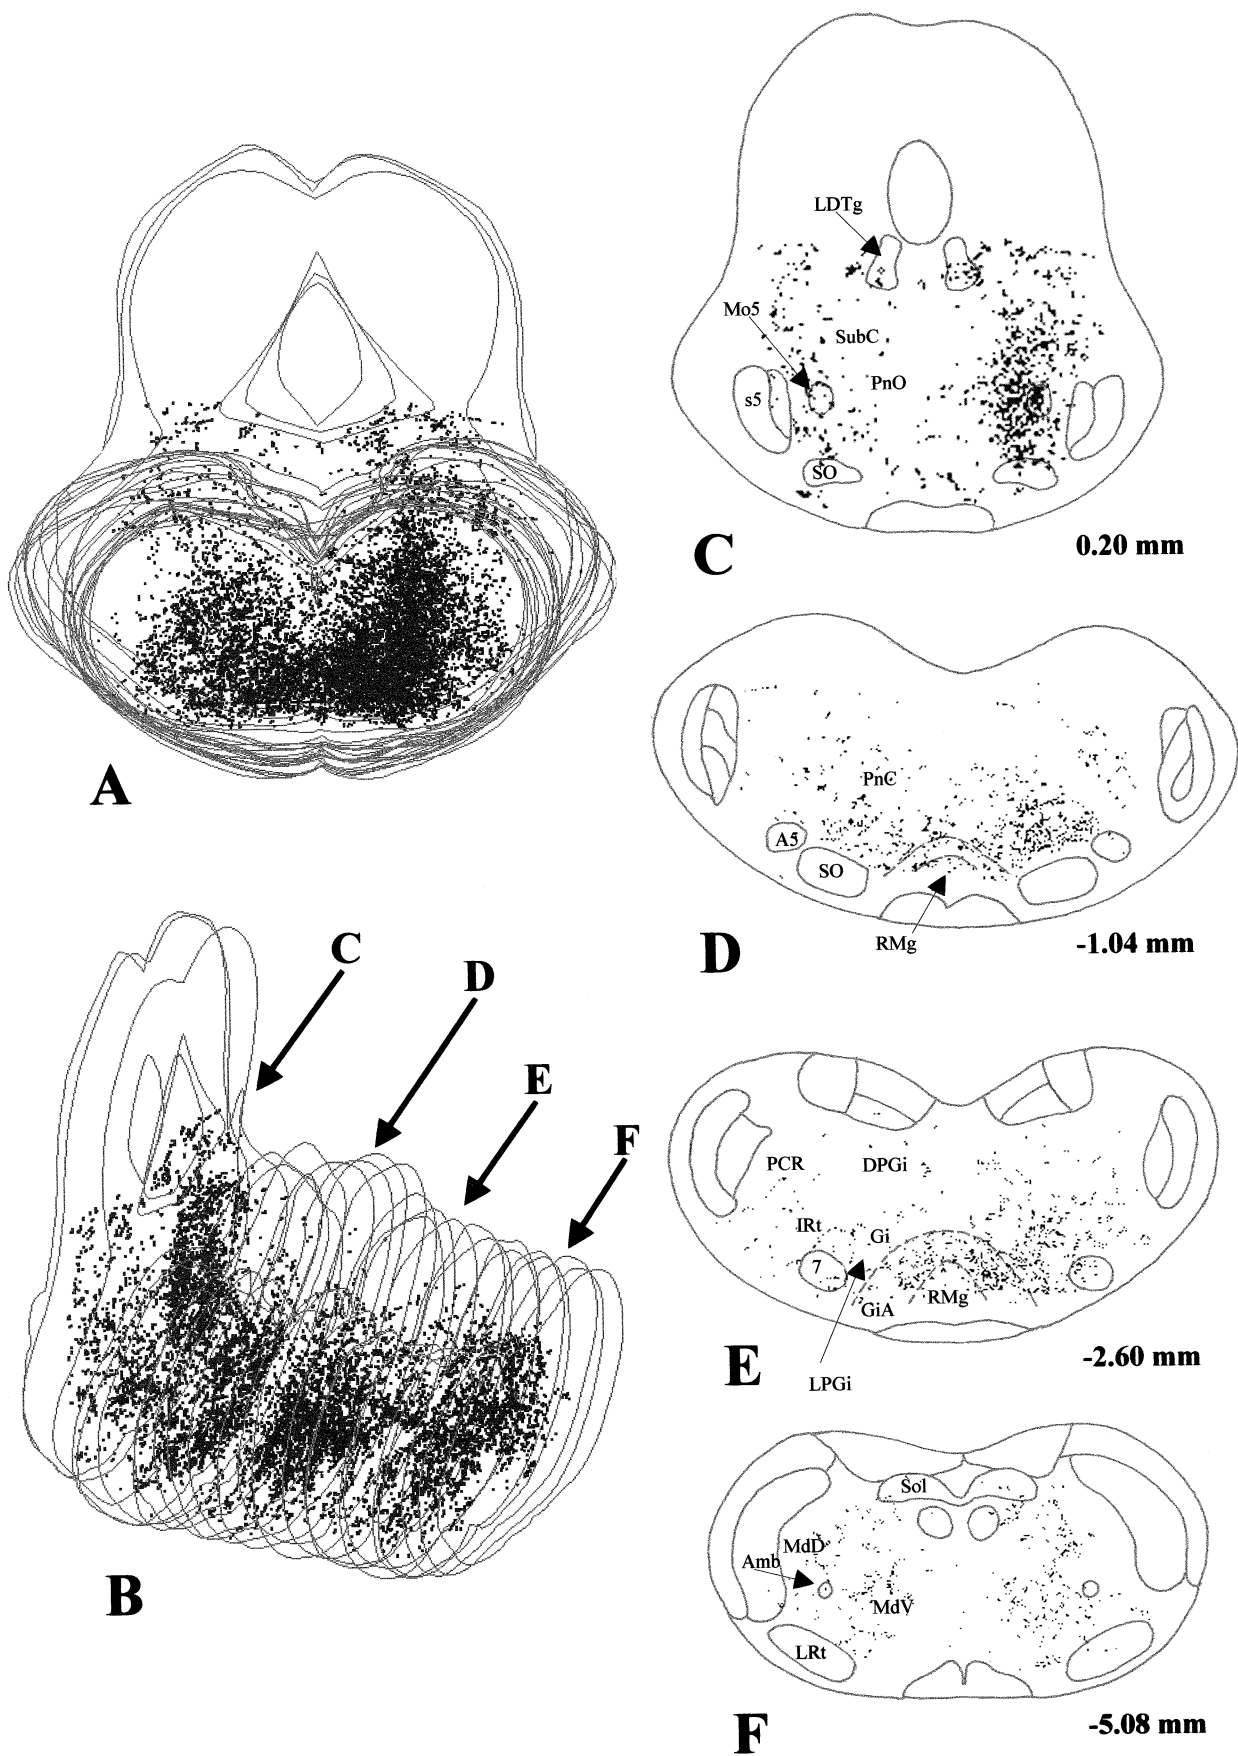 A
B
C
D
E
F
LDTg
Mo5
SubC
PnO
s5
SO
C
0.20 mm
PnC
A5
SO
RMg
D
-1.04 mm
PCR
DPGi
IRt
Gi
7
RMg
GiA
LPGi
E
-2.60 mm
Sol
MdD
Amb
MdV
LRt
F
-5.08 mm